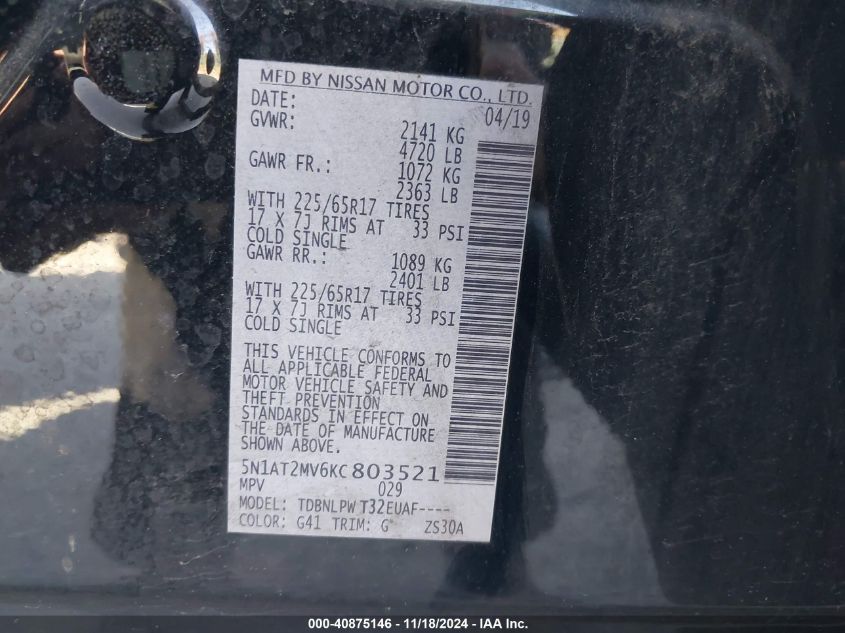 MFD BY NISSAN MOTOR CO., LTD.
DATE: 04/19
GVWR: 2141 KG
4720 LB
GAWR FR.: 1072 KG
2363 LB
WITH 225/65R17 TIRES
17 X 7J RIMS AT 33 PSI
COLD SINGLE
GAWR RR.: 1089 KG
2401 LB
WITH 225/65R17 TIRES
17 X 7J RIMS AT 33 PSI
COLD SINGLE
THIS VEHICLE CONFORMS TO
ALL APPLICABLE FEDERAL
MOTOR VEHICLE SAFETY AND
THEFT PREVENTION
STANDARDS IN EFFECT ON
THE DATE OF MANUFACTURE
SHOWN ABOVE.
5N1AT2MV6KC803521
MPV 029
MODEL: TDBNLPW T32EUAF----
COLOR: G41 TRIM: G ZS30A
000-40875146 - 11/18/2024 - IAA Inc.